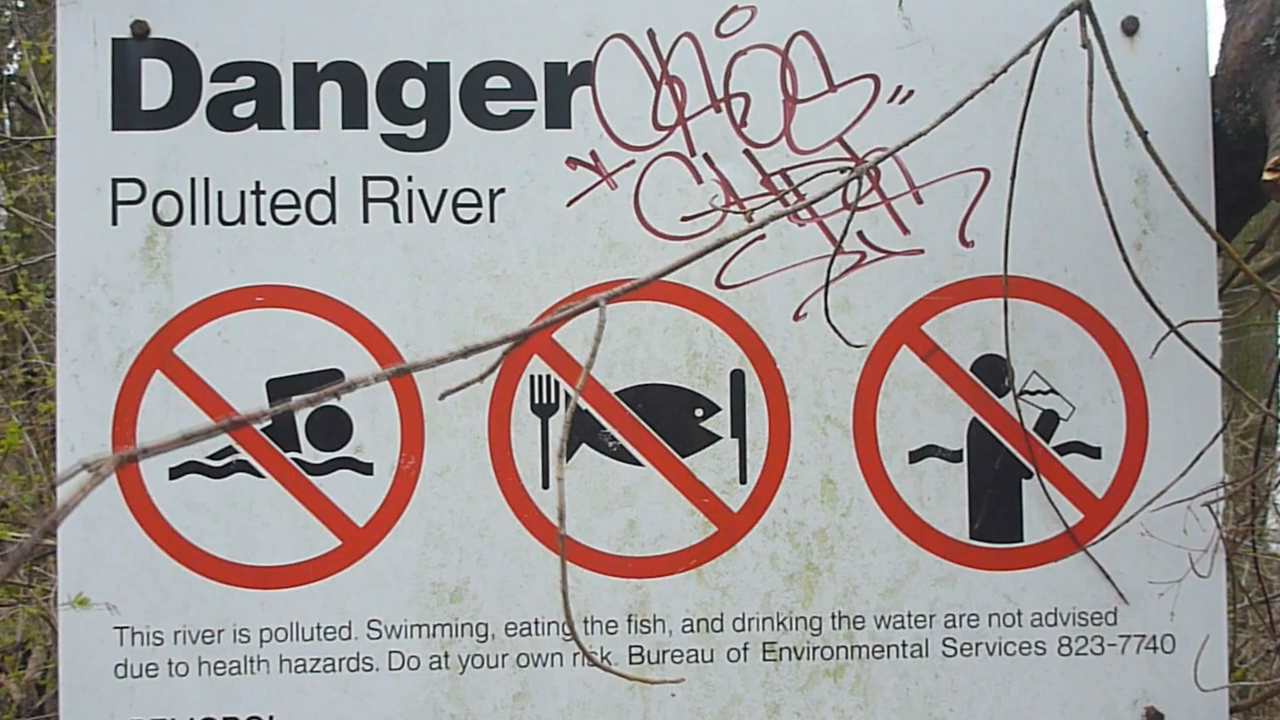 Danger
Polluted River
This river is polluted. Swimming, eating the fish, and drinking the water are not advised
due to health hazards. Do at your own risk. Bureau of Environmental Services 823-7740